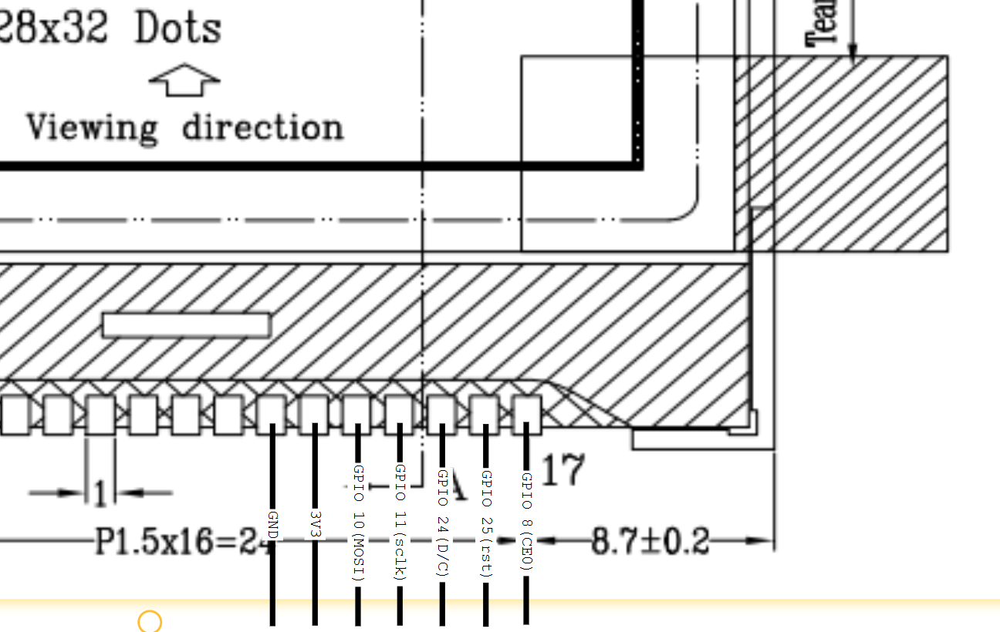 28x32 Dots
Tear
Viewing direction
1
17
P1.5x16=24
8.7±0.2
GND
3V3
GPIO 10(MOSI)
GPIO 11(sclk)
GPIO 24(D/C)
GPIO 25(rst)
GPIO 8(CE0)
A